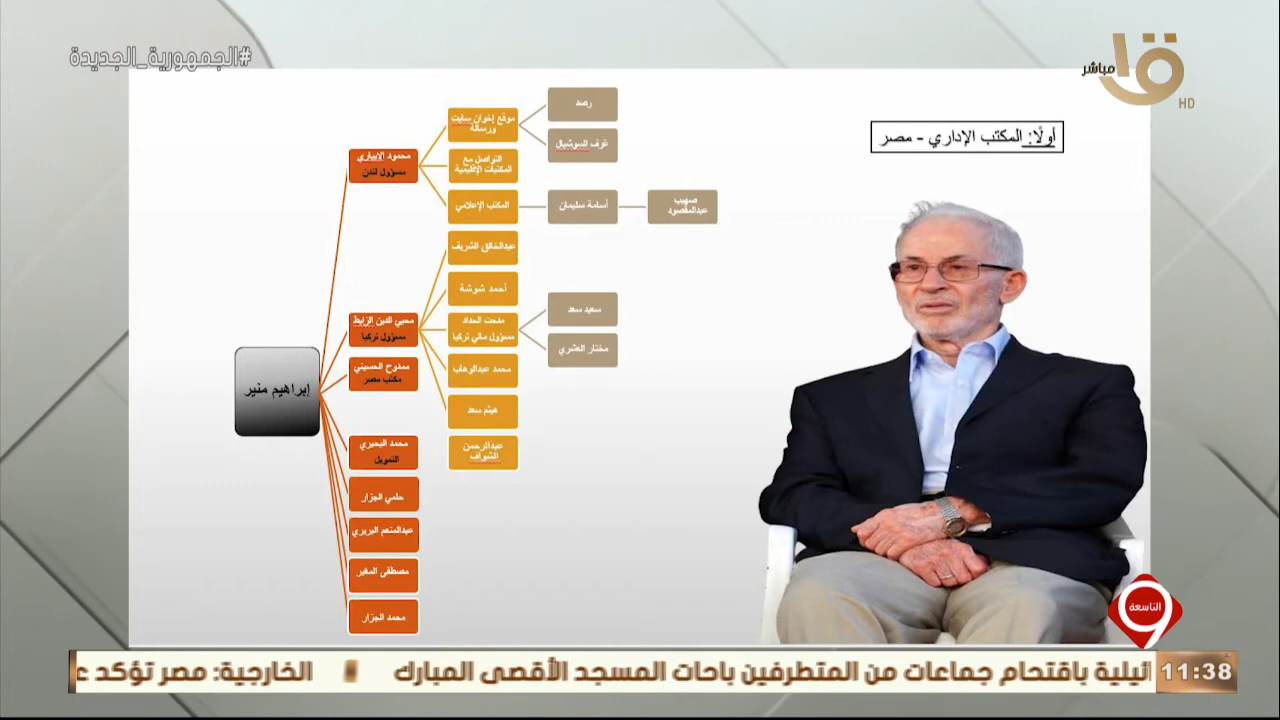 #الجمهورية_الجديدة
مباشر
HD
أولًا: المكتب الإداري - مصر
إبراهيم منير
محمود الابياري
مسؤول لندن
موقع إخوان سايت
ورسالة
رصد
غرف السوشيال
التواصل مع
المكتبات الإقليمية
المكتب الإعلامي
أسامة سليمان
صهيب
عبدالمقصود
محيي الدين الزايط
مسؤول تركيا
عبدالخالق الشريف
أحمد شوشة
مدحت الحداد
مسؤول مالي تركيا
سعيد سعد
مختار العشري
محمد عبدالوهاب
هيثم سعد
عبدالرحمن
الشواف
ممدوح الحسيني
مكتب مصر
محمد البحيري
التمويل
حلمي الجزار
عبدالمنعم البربري
مصطفى المغير
محمد الجزار
التاسعة
9
11:38
ائيلية باقتحام جماعات من المتطرفين باحات المسجد الأقصى المبارك
الخارجية: مصر تؤكد